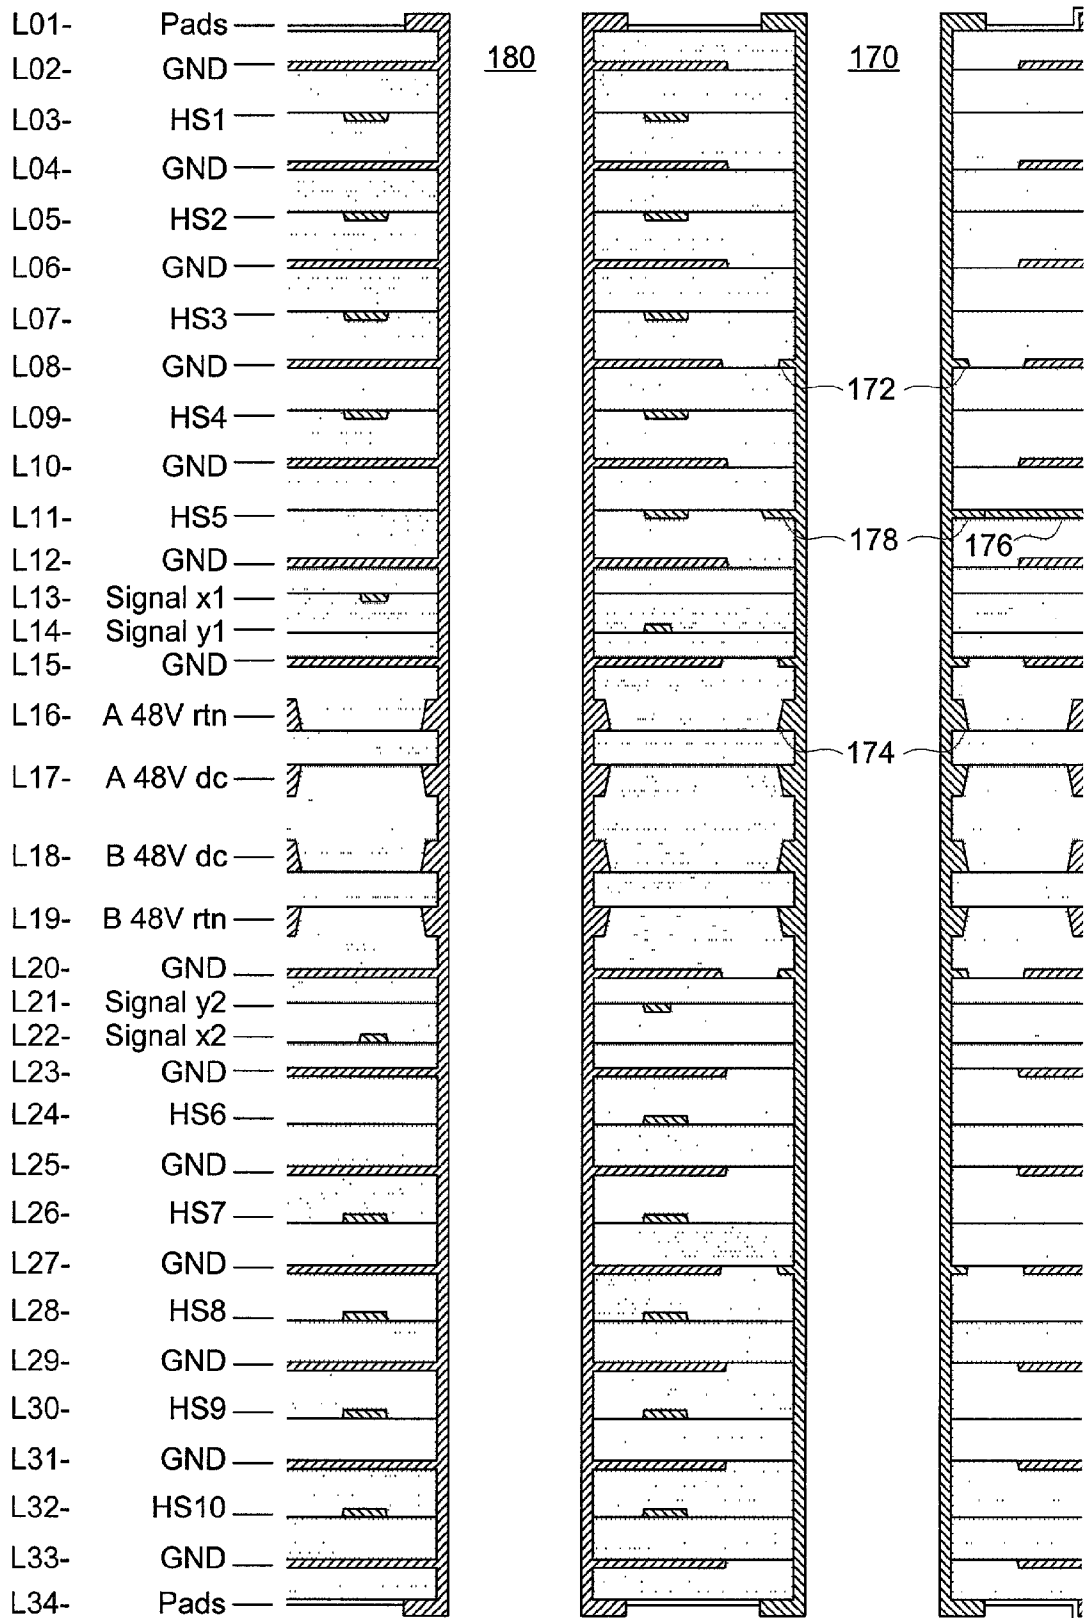 L01- Pads
180
170
L02- GND
L03- HS1
L04- GND
L05- HS2
L06- GND
L07- HS3
L08- GND
172
L09- HS4
L10- GND
L11- HS5
178
176
L12- GND
L13- Signal x1
L14- Signal y1
L15- GND
L16- A 48V rtn
174
L17- A 48V dc
L18- B 48V dc
L19- B 48V rtn
L20- GND
L21- Signal y2
L22- Signal x2
L23- GND
L24- HS6
L25- GND
L26- HS7
L27- GND
L28- HS8
L29- GND
L30- HS9
L31- GND
L32- HS10
L33- GND
L34- Pads